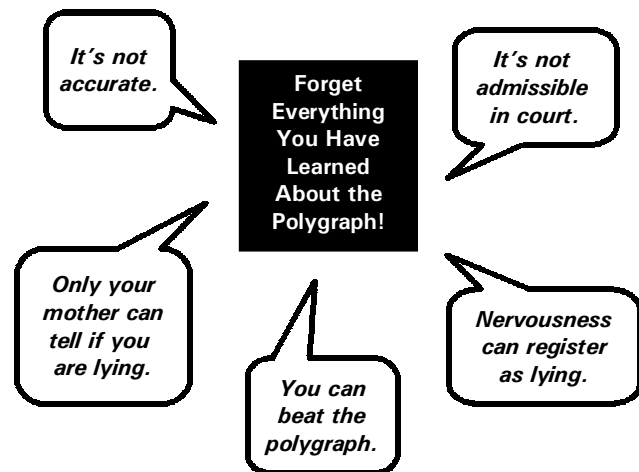 It's not
accurate.
Forget
Everything
You Have
Learned
About the
Polygraph!
It's not
admissible
in court.
Only your
mother can
tell if you
are lying.
You can
beat the
polygraph.
Nervousness
can register
as lying.